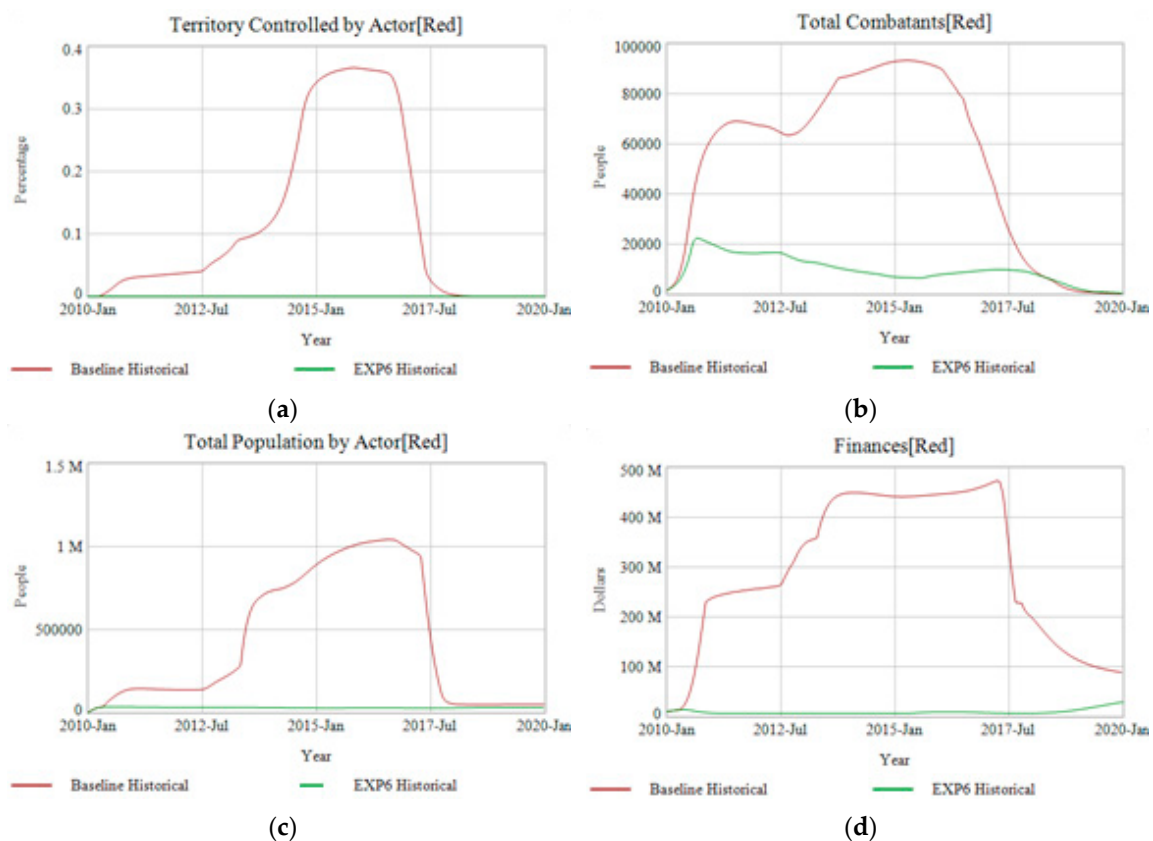 Territory Controlled by Actor[Red]
0.4
0.3
0.2
0.1
0
Percentage
2010-Jan 2012-Jul 2015-Jan 2017-Jul 2020-Jan
Year
Baseline Historical EXP6 Historical
(a)
Total Combatants[Red]
100000
80000
60000
40000
20000
0
People
2010-Jan 2012-Jul 2015-Jan 2017-Jul 2020-Jan
Year
Baseline Historical EXP6 Historical
(b)
Total Population by Actor[Red]
1.5 M
1 M
500000
0
People
2010-Jan 2012-Jul 2015-Jan 2017-Jul 2020-Jan
Year
Baseline Historical EXP6 Historical
(c)
Finances[Red]
500 M
400 M
300 M
200 M
100 M
0
Dollars
2010-Jan 2012-Jul 2015-Jan 2017-Jul 2020-Jan
Year
Baseline Historical EXP6 Historical
(d)